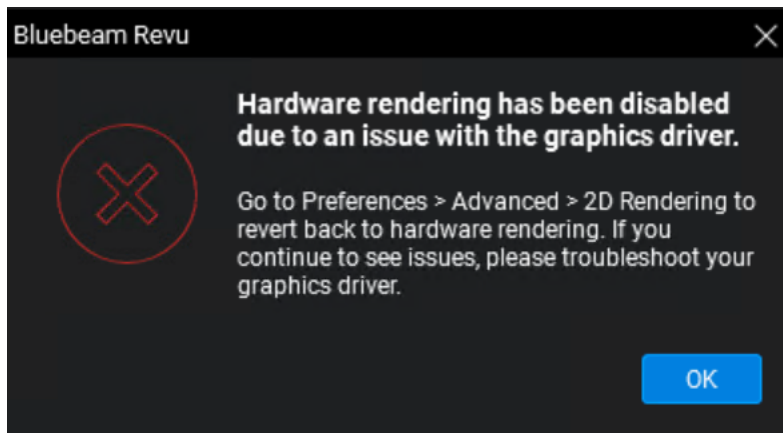 Bluebeam Revu
Hardware rendering has been disabled
due to an issue with the graphics driver.
Go to Preferences > Advanced > 2D Rendering to
revert back to hardware rendering. If you
continue to see issues, please troubleshoot your
graphics driver.
OK